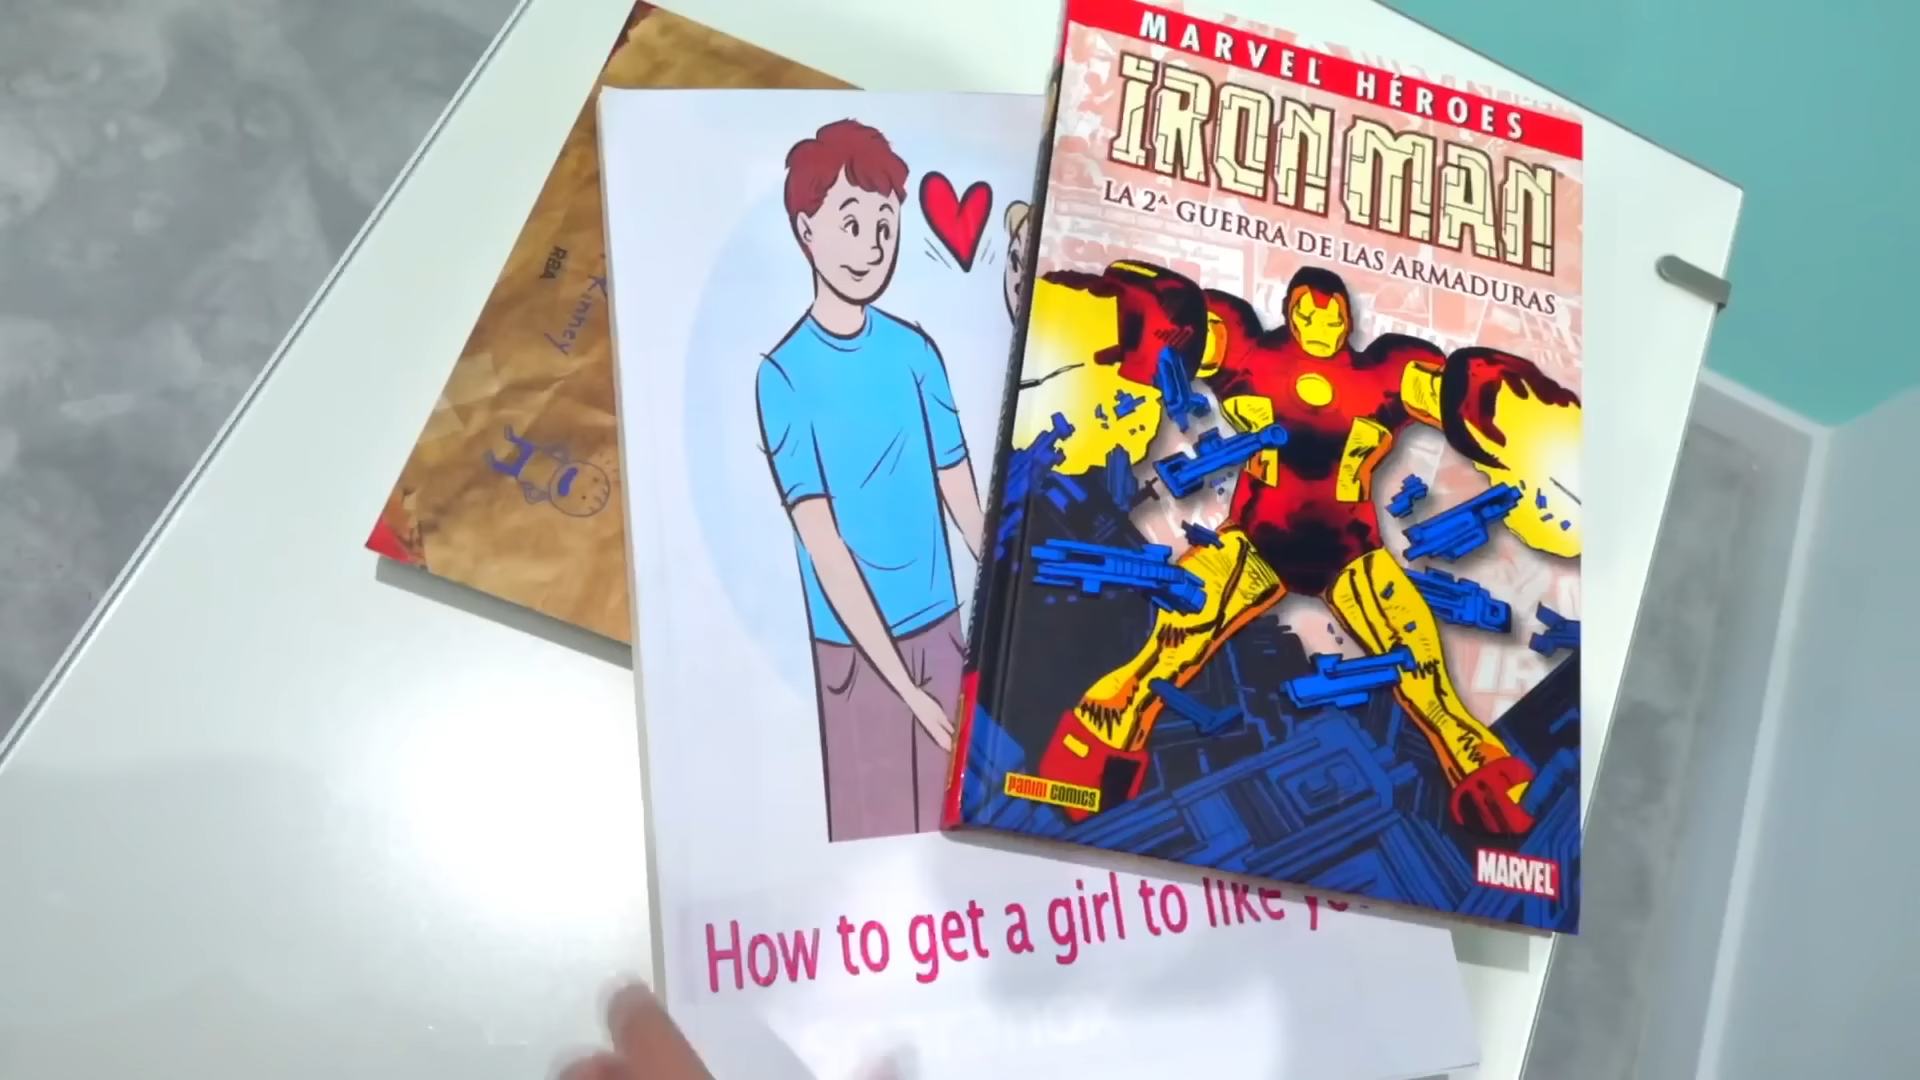 MARVEL HÉROES
IRON MAN
LA 2ª GUERRA DE LAS ARMADURAS
Kinney
RBA
PANINI COMICS
MARVEL
How to get a girl to like